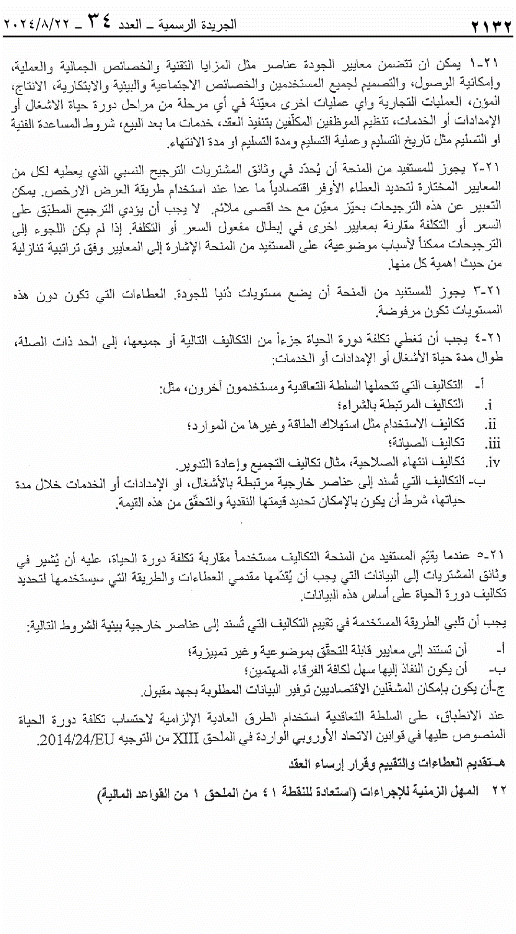 ٢١٣٢ الجريدة الرسمية – العدد ٣٤ – ٢٠٢٤/٨/٢٢
٢١-١ يمكن ان تتضمن معايير الجودة عناصر مثل المزايا التقنية والخصائص الجمالية والعملية،
وإمكانية الرصول، والتصميم لجميع المستخدمين والخصائص الاجتماعية والبيئية والابتكارية، الانتاج،
المؤن، العمليات التجارية واي عمليات اخرى معيّنة في أي مرحلة من مراحل دورة حياة الاشغال أو
الإمدادات أو الخدمات، تنظيم الموظفين المكلّفين بتنفيذ العقد، خدمات ما بعد البيع، شروط المساعدة الفنية
او التسليم مثل تاريخ التسليم وعملية التسليم ومدة التسليم او مدة الانتهاء.
٢١-٢ يجوز للمستفيد من المنحة أن يُحدّد في وثائق المشتريات الترجيح النسبي الذي يعطيه لكل من
المعايير المختارة لتحديد العطاء الأوفر اقتصادياً ما عدا عند استخدام طريقة العرض الارخص. يمكن
التعبير عن هذه الترجيحات بحيّز معيّن مع حد اقصى ملائم. لا يجب أن يؤدي الترجيح المطبّق على
السعر أو التكلفة مقارنة بمعايير اخرى في إبطال مفعول السعر أو التكلفة. إذا لم يكن اللجوء إلى
الترجيحات ممكناً لأسباب موضوعية، على المستفيد من المنحة الإشارة إلى المعايير وفق تراتبية تنازلية
من حيث اهمية كل منها.
٢١-٣ يجوز للمستفيد من المنحة أن يضع مستويات دُنيا للجودة. العطاءات التي تكون دون هذه
المستويات تكون مرفوضة.
٢١-٤ يجب أن تغطي تكلفة دورة الحياة جزءاً من التكاليف التالية أو جميعها، إلى الحد ذات الصلة،
طوال مدة حياة الأشغال أو الإمدادات أو الخدمات:
أ- التكاليف التي تتحملها السلطة التعاقدية ومستخدمون آخرون، مثل:
i. التكاليف المرتبطة بالشراء؛
ii. تكاليف الاستخدام مثل استهلاك الطاقة وغيرها من الموارد؛
iii. تكاليف الصيانة؛
iv. تكاليف انتهاء الصلاحية، مثال تكاليف التجميع وإعادة التدوير.
ب- التكاليف التي تُسند إلى عناصر خارجية مرتبطة بالأشغال، او الإمدادات أو الخدمات خلال مدة
حياتها، شرط أن يكون بالإمكان تحديد قيمتها النقدية والتحقّق من هذه القيمة.
٢١-٥ عندما يقيّم المستفيد من المنحة التكاليف مستخدماً مقاربة تكلفة دورة الحياة، عليه أن يُشير في
وثائق المشتريات إلى البيانات التي يجب أن يُقدّمها مقدمي العطاءات والطريقة التي سيستخدمها لتحديد
تكاليف دورة الحياة على أساس هذه البيانات.
يجب أن تلبي الطريقة المستخدمة في تقييم التكاليف التي تُسند إلى عناصر خارجية بيئية الشروط التالية:
أ- أن تستند إلى معايير قابلة للتحقّق بموضوعية وغير تمييزية؛
ب- أن يكون النفاذ إليها سهل لكافة الفرقاء المهتمين؛
ج-أن يكون بإمكان المشغّلين الاقتصاديين توفير البيانات المطلوبة بجهد مقبول.
عند الانطباق، على السلطة التعاقدية استخدام الطرق العادية الإلزامية لاحتساب تكلفة دورة الحياة
المنصوص عليها في قوانين الاتحاد الأوروبي الواردة في الملحق XIII من التوجيه 2014/24/EU.
هـ-تقديم العطاءات والتقييم وقرار إرساء العقد
٢٢ المهل الزمنية للإجراءات (استعادة للنقطة ٤١ من الملحق ١ من القواعد المالية)